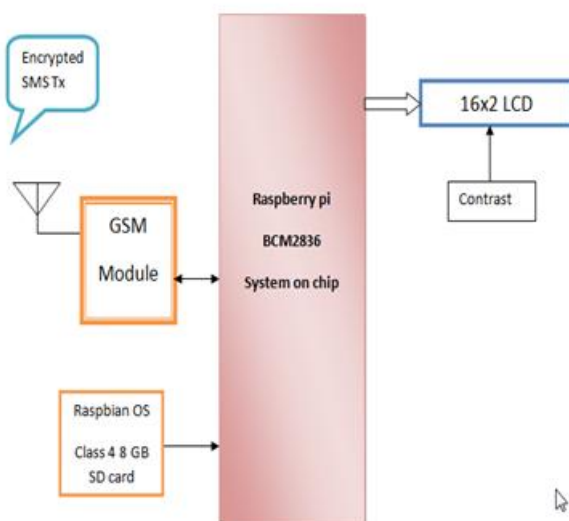 Encrypted
SMS Tx
GSM
Module
Raspbian OS
Class 4 8 GB
SD card
Raspberry pi
BCM2836
System on chip
16x2 LCD
Contrast